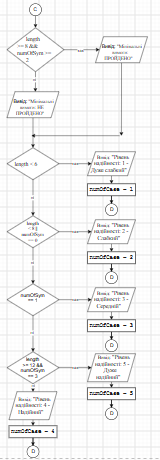 C
length
>= 8 &&
numOfSym >=
2
Вивід: "Мінімальні
вимоги: ПРОЙДЕНО"
Вивід: "Мінімальні
вимоги: НЕ
ПРОЙДЕНО"
length < 8
Вивід: "Рівень
надійності: 1 -
Дуже слабкий"
numOfCase = 1
D
length
< 8 ||
numOfSym
== 0
Вивід: "Рівень
надійності: 2 -
Слабкий"
numOfCase = 2
D
numOfSym
== 1
Вивід: "Рівень
надійності: 3 -
Середній"
numOfCase = 3
D
length
>= 12 &&
numOfSym
== 3
Вивід: "Рівень
надійності: 5 -
Дуже
надійний"
numOfCase = 5
D
Вивід: "Рівень
надійності: 4 -
Надійний"
numOfCase = 4
D